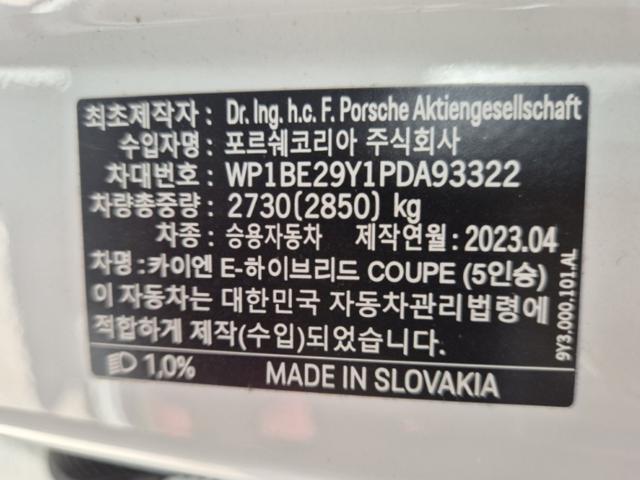 최초제작자 : Dr. Ing. h.c. F. Porsche Aktiengesellschaft
수입자명 : 포르쉐코리아 주식회사
차대번호 : WP1BE29Y1PDA93322
차량총중량 : 2730(2850) kg
차종 : 승용자동차 제작연월 : 2023.04
차명 : 카이엔 E-하이브리드 COUPE (5인승)
이 자동차는 대한민국 자동차관리법령에
적합하게 제작(수입)되었습니다.
1,0% MADE IN SLOVAKIA
9Y3.000.101.AL